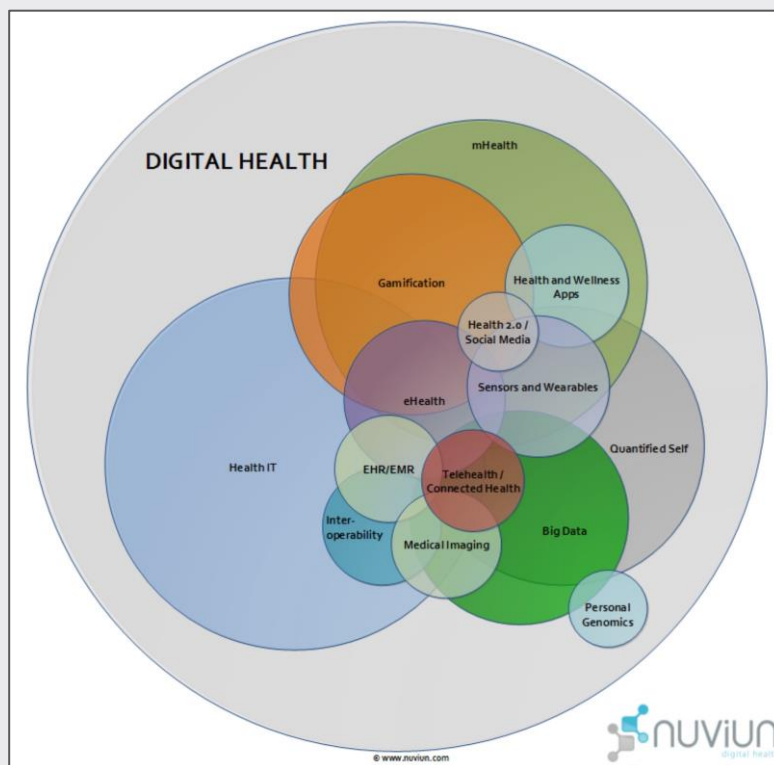 mHealth
DIGITAL HEALTH
Gamification
Health and Wellness
Apps
Health 2.0 /
Social Media
Sensors and Wearables
eHealth
Quantified Self
Health IT
EHR/EMR
Telehealth /
Connected Health
Inter-
operability
Medical Imaging
Big Data
Personal
Genomics
nuviun
digital healt
© www.nuviun.com